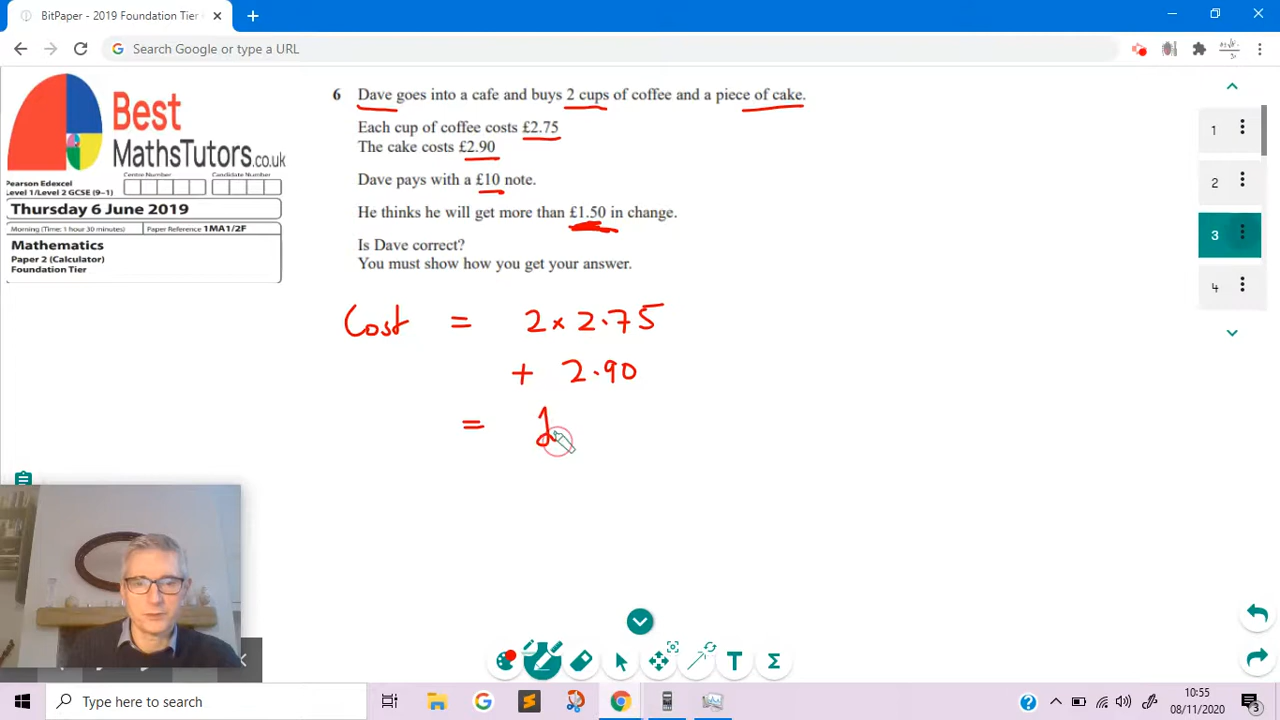 BitPaper - 2019 Foundation Tier
Search Google or type a URL
Best
MathsTutors.co.uk
Pearson Edexcel
Level 1/Level 2 GCSE (9-1)
Centre Number
Candidate Number
Thursday 6 June 2019
Morning (Time: 1 hour 30 minutes)
Paper Reference 1MA1/2F
Mathematics
Paper 2 (Calculator)
Foundation Tier
6 Dave goes into a cafe and buys 2 cups of coffee and a piece of cake.
Each cup of coffee costs £2.75
The cake costs £2.90
Dave pays with a £10 note.
He thinks he will get more than £1.50 in change.
Is Dave correct?
You must show how you get your answer.
Cost = 2 × 2.75
+ 2.90
= £
1
2
3
4
T
Σ
Type here to search
10:55
08/11/2020
3